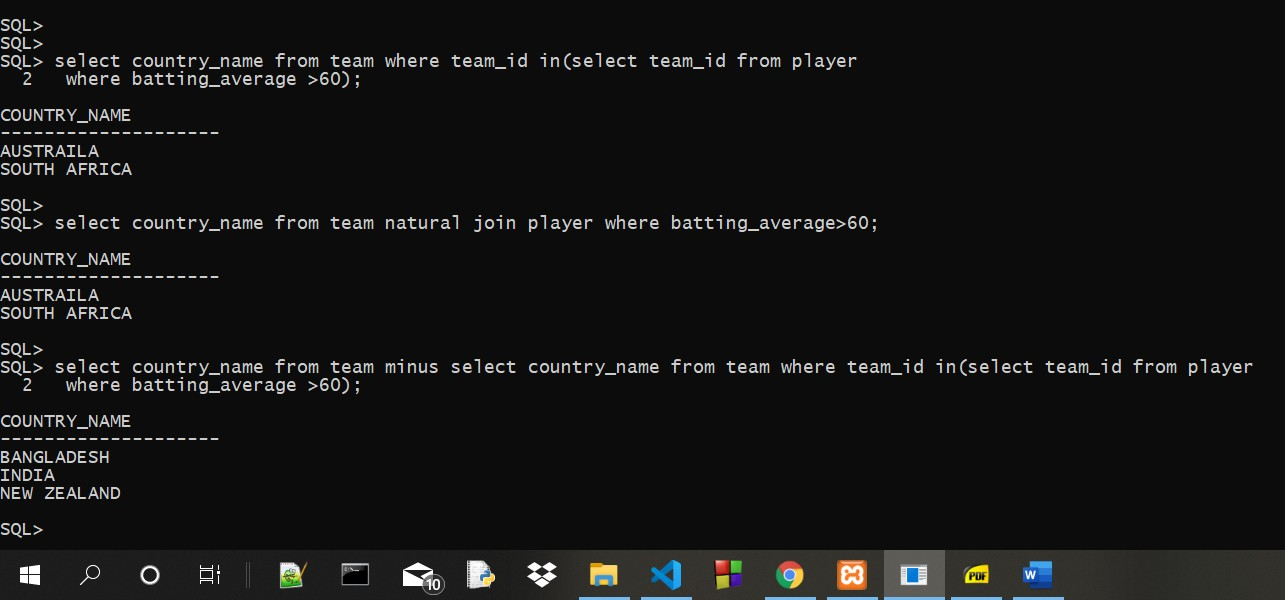 SQL>
SQL>
SQL> select country_name from team where team_id in(select team_id from player
  2   where batting_average >60);
COUNTRY_NAME
--------------------
AUSTRAILA
SOUTH AFRICA
SQL>
SQL> select country_name from team natural join player where batting_average>60;
COUNTRY_NAME
--------------------
AUSTRAILA
SOUTH AFRICA
SQL>
SQL> select country_name from team minus select country_name from team where team_id in(select team_id from player
  2   where batting_average >60);
COUNTRY_NAME
--------------------
BANGLADESH
INDIA
NEW ZEALAND
SQL>
10
PDF
W